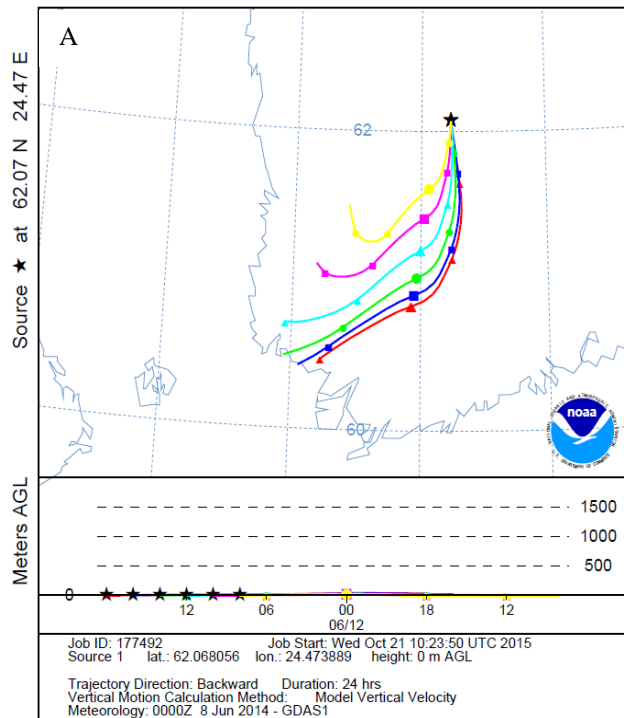 A
Source ★ at 62.07 N 24.47 E
62
60
noaa
Meters AGL
1500
1000
500
0
12 06 00 18 12
06/12
Job ID: 177492 Job Start: Wed Oct 21 10:23:50 UTC 2015
Source 1 lat.: 62.068056 lon.: 24.473889 height: 0 m AGL
Trajectory Direction: Backward Duration: 24 hrs
Vertical Motion Calculation Method: Model Vertical Velocity
Meteorology: 0000Z 8 Jun 2014 - GDAS1